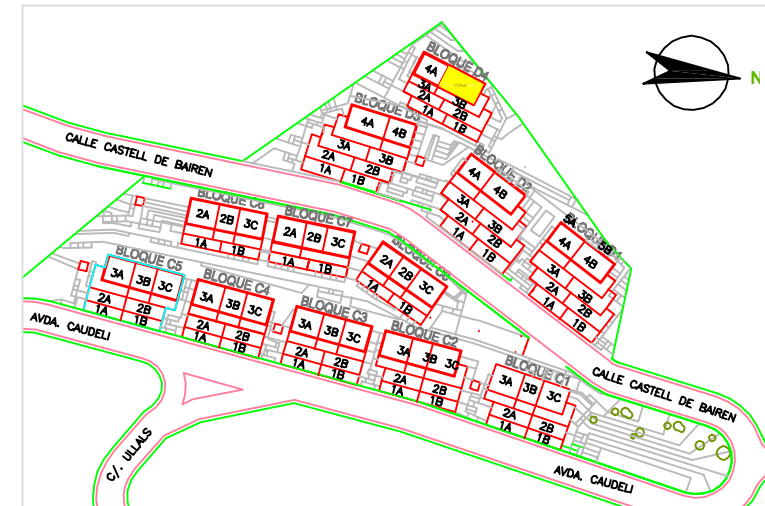 BLOQUE D4
4A
3A 3B
2A 2B
1A 1B
N
BLOQUE D3
4A 4B
3A 3B
2A 2B
1A 1B
CALLE CASTELL DE BAIREN
BLOQUE D2
4A 4B
3A 3B
2A 2B
1A 1B
5A 5B
4A 4B
3A 3B
2A 2B
1A 1B
BLOQUE C6
2A 2B 3C
1A 1B
BLOQUE C7
2A 2B 3C
1A 1B
2A 2B 3C
1A 1B
BLOQUE C5
3A 3B 3C
2A 2B
1A 1B
BLOQUE C4
3A 3B 3C
2A 2B
1A 1B
BLOQUE C3
3A 3B 3C
2A 2B
1A 1B
BLOQUE C2
3A 3B 3C
2A 2B
1A 1B
BLOQUE C1
3A 3B 3C
2A 2B
1A 1B
AVDA. CAUDELI
CALLE CASTELL DE BAIREN
C/. ULLALS
AVDA. CAUDELI